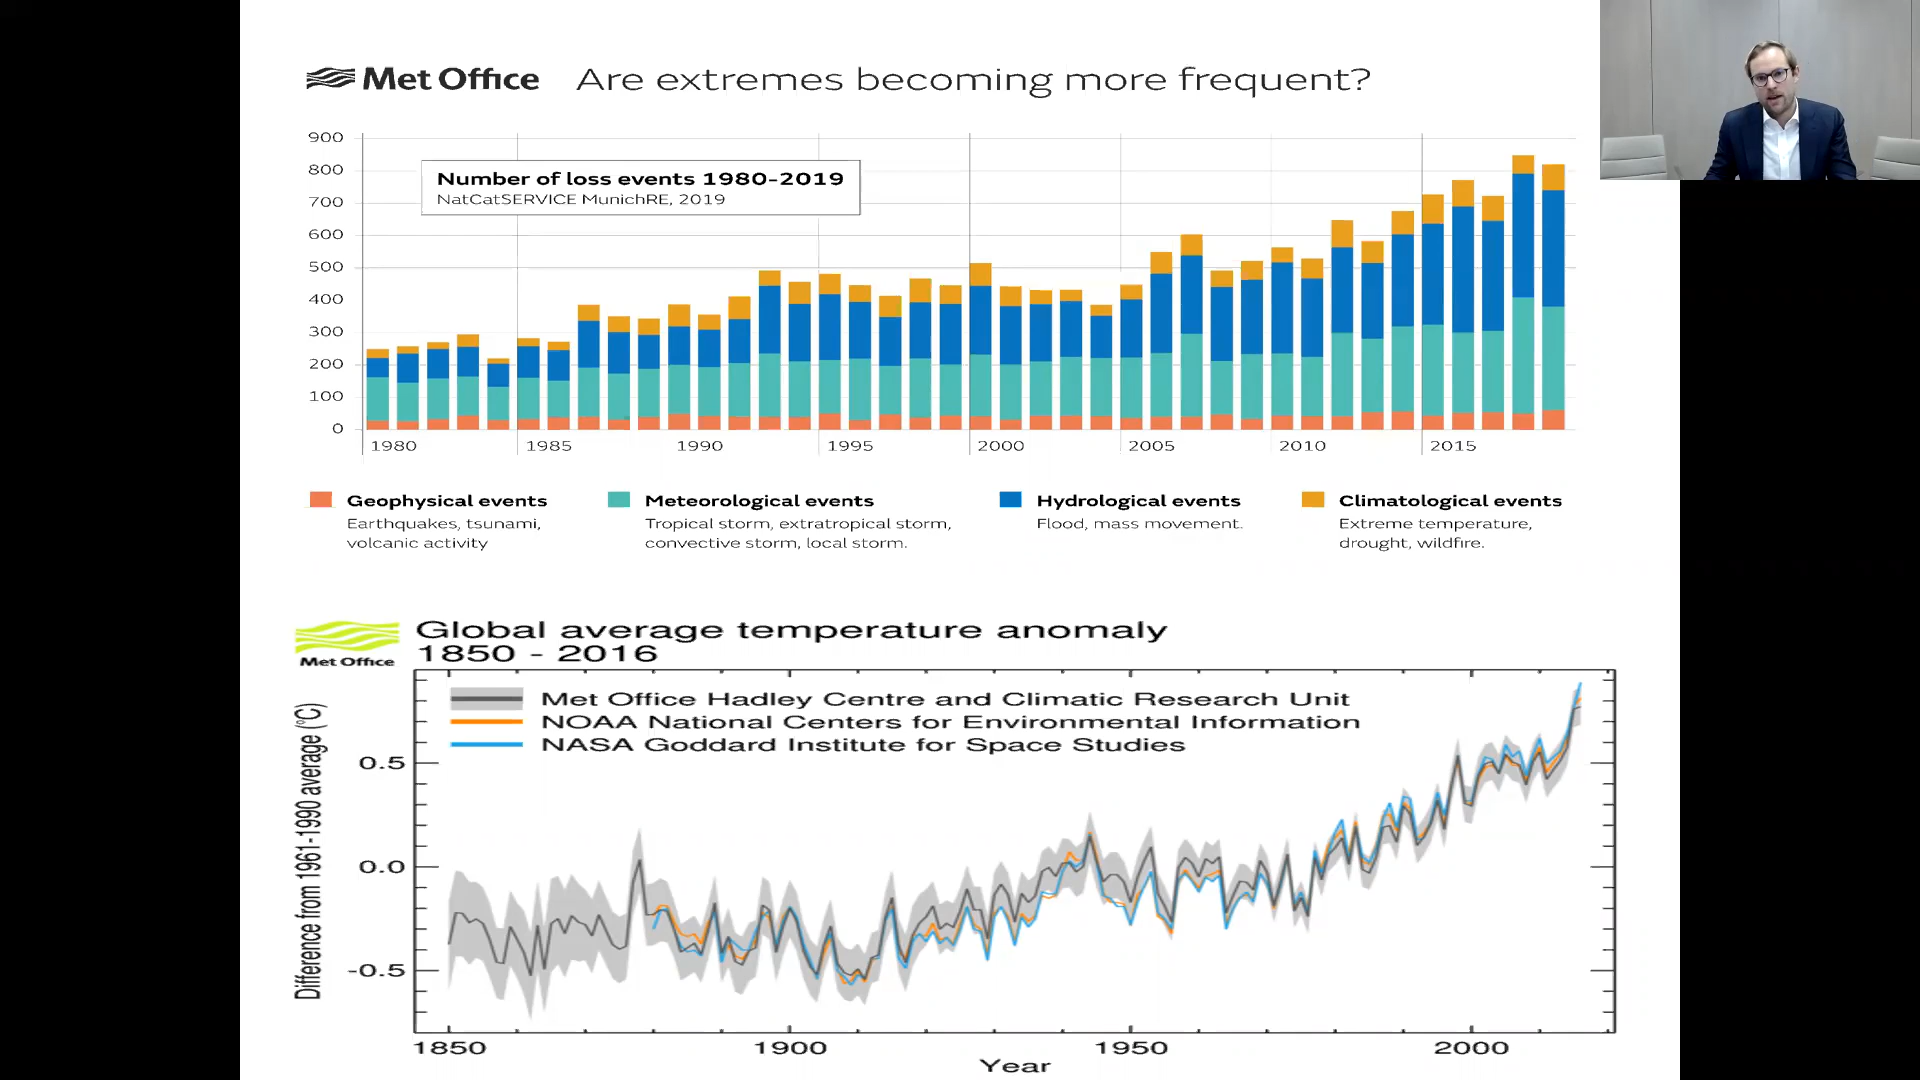 Met Office Are extremes becoming more frequent?
900
800
700
600
500
400
300
200
100
0
Number of loss events 1980-2019
NatCatSERVICE MunichRE, 2019
1980 1985 1990 1995 2000 2005 2010 2015
Geophysical events
Earthquakes, tsunami,
volcanic activity
Meteorological events
Tropical storm, extratropical storm,
convective storm, local storm.
Hydrological events
Flood, mass movement.
Climatological events
Extreme temperature,
drought, wildfire.
Met Office
Global average temperature anomaly
1850 - 2016
Met Office Hadley Centre and Climatic Research Unit
NOAA National Centers for Environmental Information
NASA Goddard Institute for Space Studies
Difference from 1961-1990 average (°C)
0.5
0.0
-0.5
1850 1900 1950 2000
Year